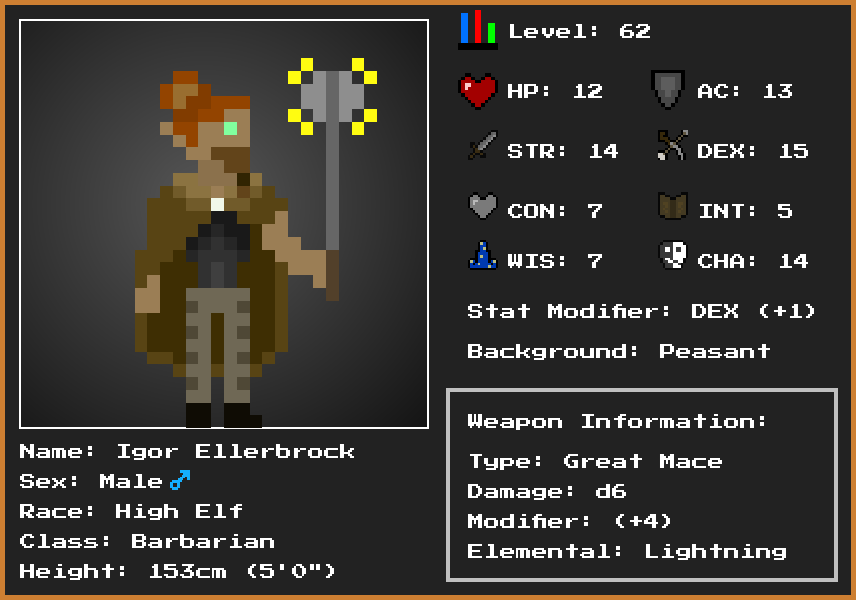 Level: 62
HP: 12
AC: 13
STR: 14
DEX: 15
CON: 7
INT: 5
WIS: 7
CHA: 14
Stat Modifier: DEX (+1)
Background: Peasant
Weapon Information:
Type: Great Mace
Damage: d6
Modifier: (+4)
Elemental: Lightning
Name: Igor Ellerbrock
Sex: Male ♂
Race: High Elf
Class: Barbarian
Height: 153cm (5'0")